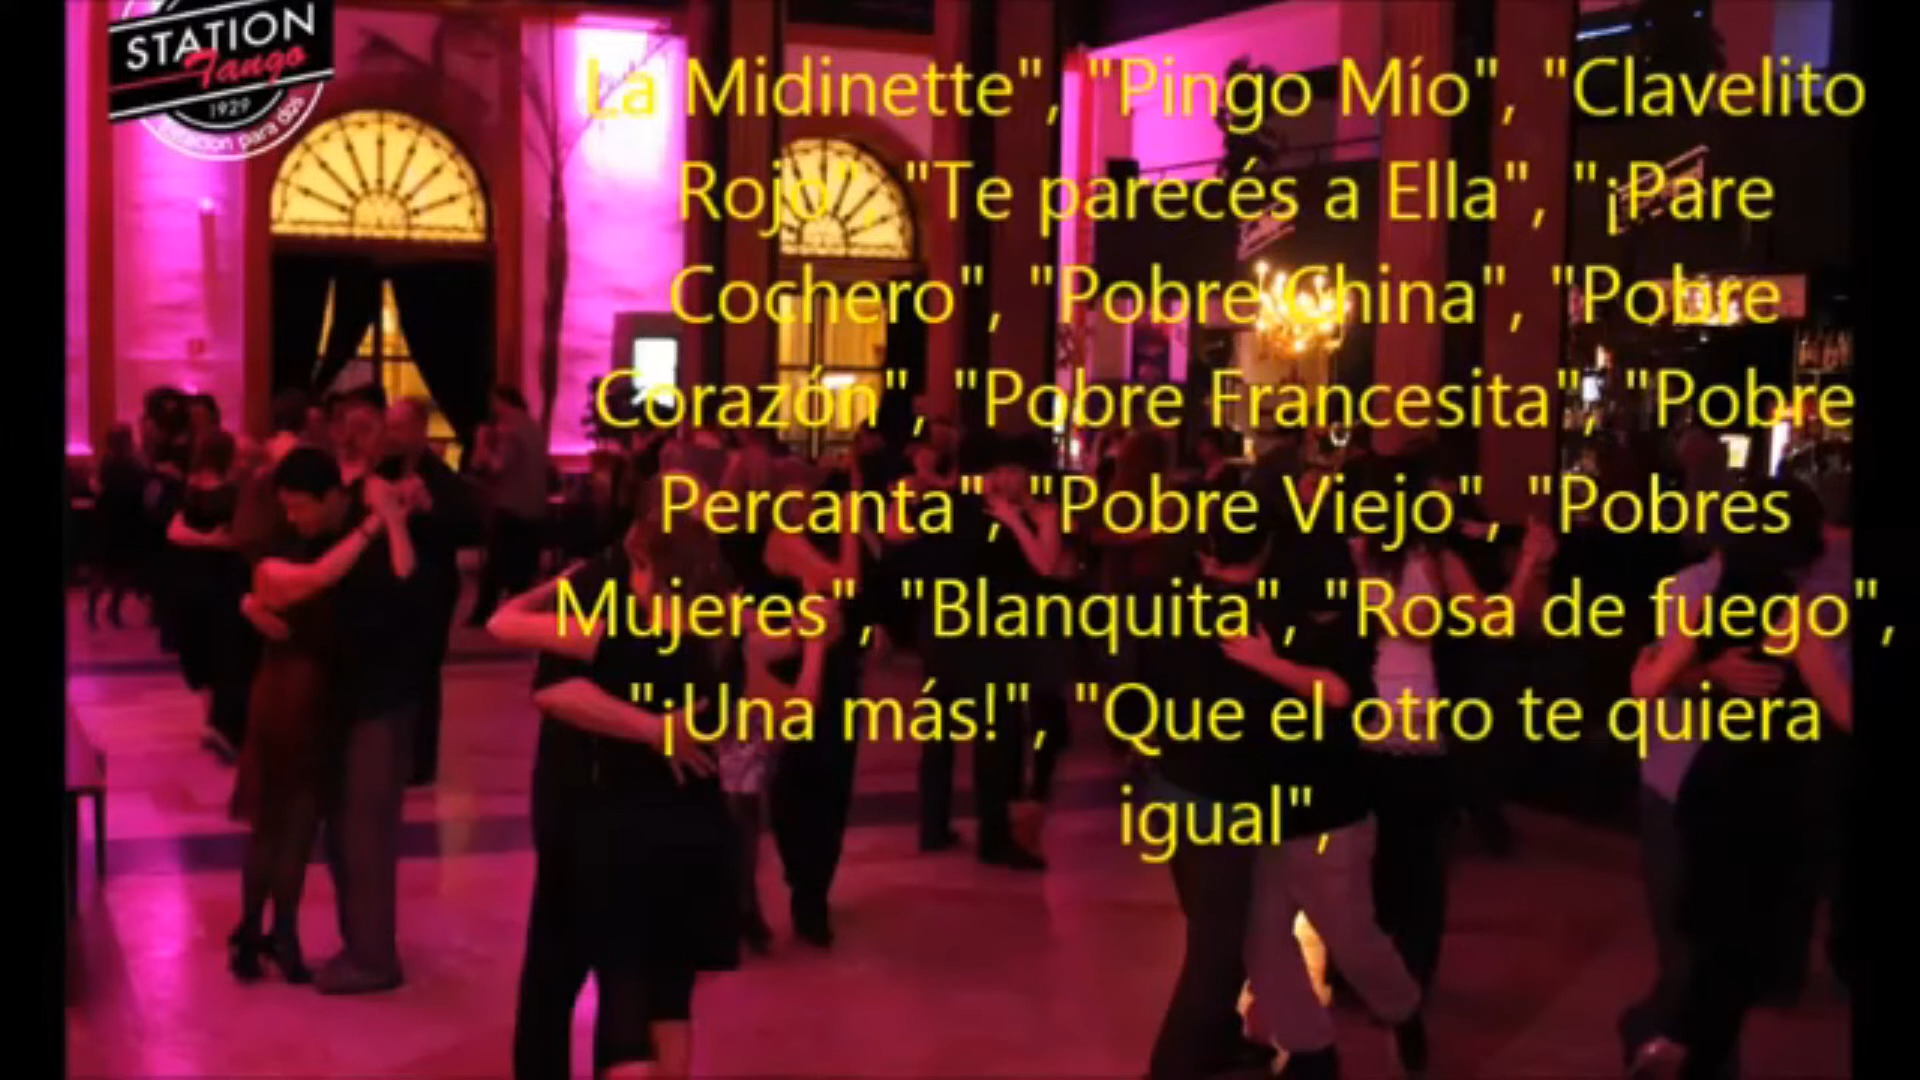 STATION
Tango
1929
para dos
La Midinette", "Pingo Mío", "Clavelito
Rojo", "Te parecés a Ella", "¡Pare
Cochero", "Pobre China", "Pobre
Corazón", "Pobre Francesita", "Pobre
Percanta", "Pobre Viejo", "Pobres
Mujeres", "Blanquita", "Rosa de fuego",
"¡Una más!", "Que el otro te quiera
igual",